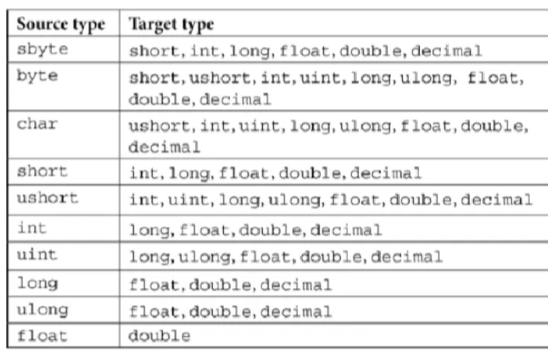 Source type Target type
sbyte short, int, long, float, double, decimal
byte short, ushort, int, uint, long, ulong, float,
double, decimal
char ushort, int, uint, long, ulong, float, double,
decimal
short int, long, float, double, decimal
ushort int, uint, long, ulong, float, double, decimal
int long, float, double, decimal
uint long, ulong, float, double, decimal
long float, double, decimal
ulong float, double, decimal
float double